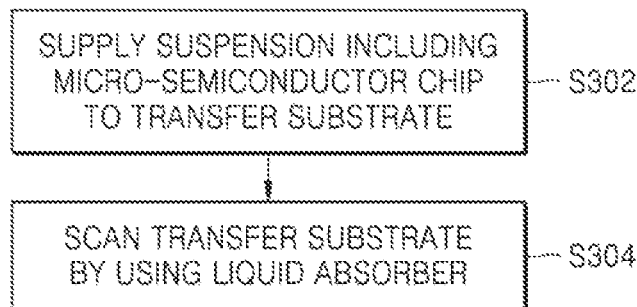 SUPPLY SUSPENSION INCLUDING
MICRO-SEMICONDUCTOR CHIP
TO TRANSFER SUBSTRATE
S302
SCAN TRANSFER SUBSTRATE
BY USING LIQUID ABSORBER
S304